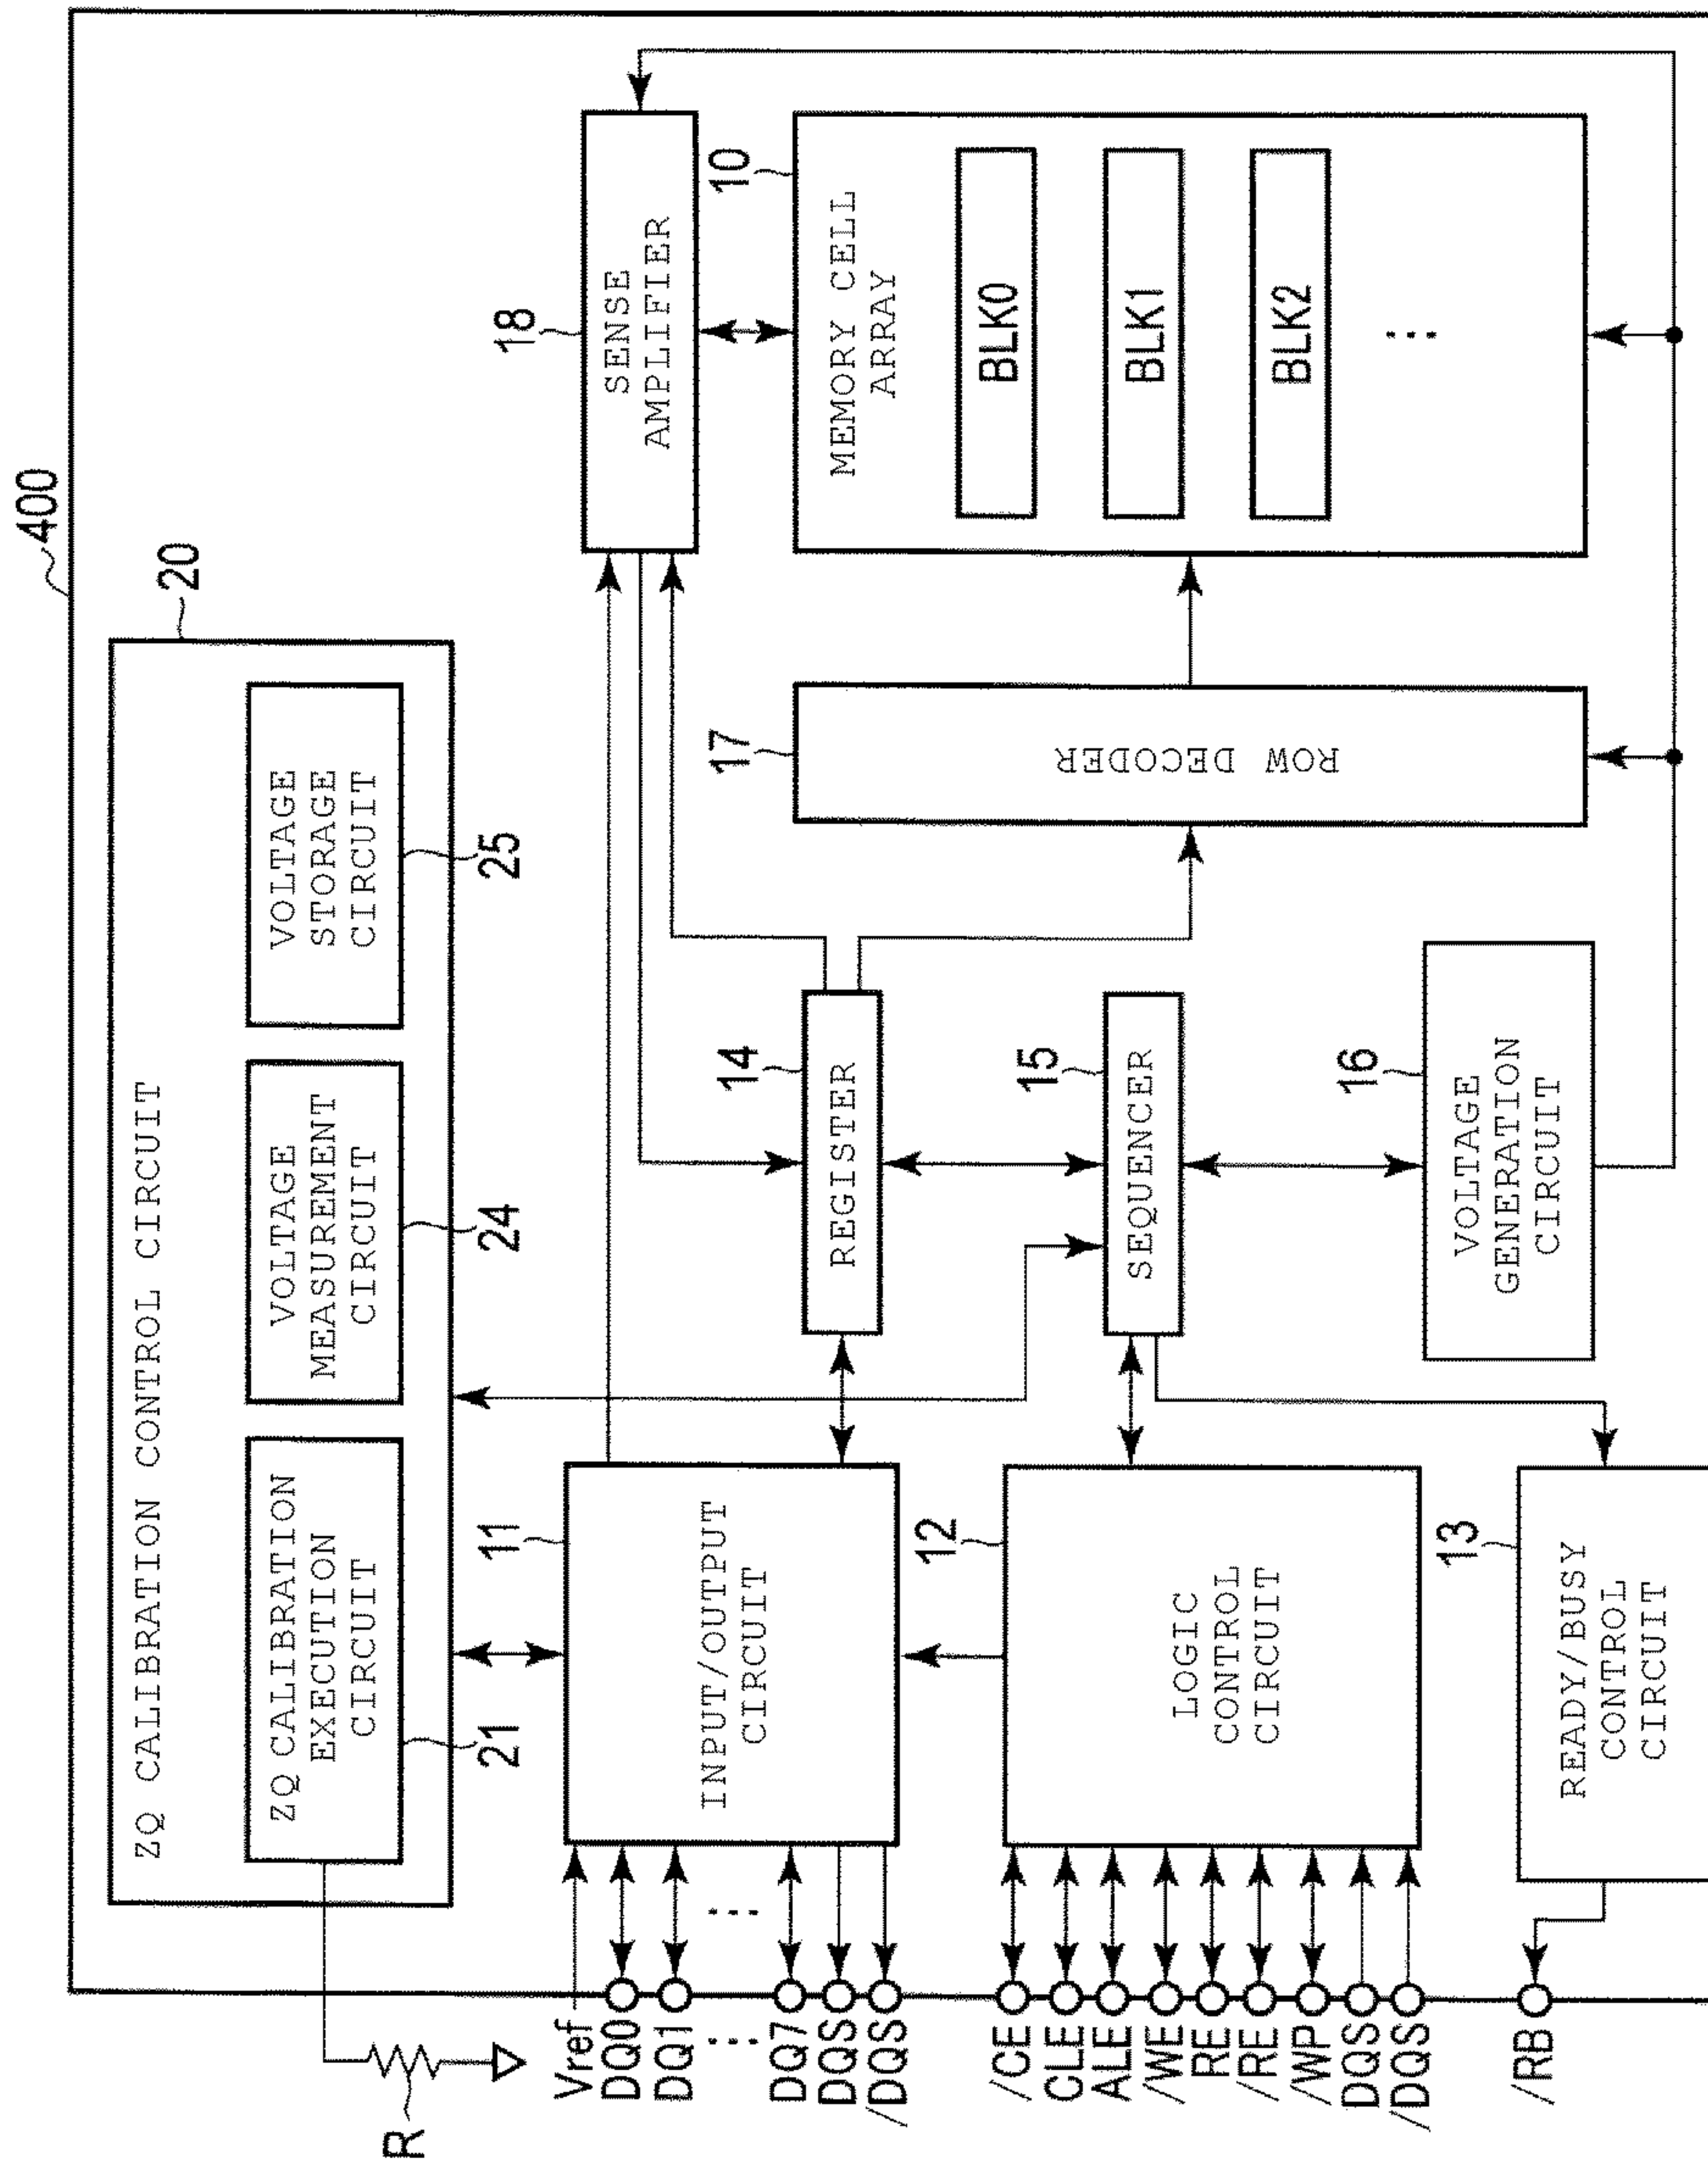 400
20
ZQ CALIBRATION CONTROL CIRCUIT
ZQ CALIBRATION
EXECUTION
CIRCUIT
VOLTAGE
MEASUREMENT
CIRCUIT
VOLTAGE
STORAGE
CIRCUIT
21
24
25
R
Vref
DQ0
DQ1
...
...
DQ7
DQS
/DQS
11
INPUT/OUTPUT
CIRCUIT
14
REGISTER
18
SENSE
AMPLIFIER
17
ROW DECODER
10
MEMORY CELL
ARRAY
BLK0
BLK1
BLK2
...
/CE
CLE
ALE
/WE
RE
/RE
/WP
DQS
/DQS
12
LOGIC
CONTROL
CIRCUIT
15
SEQUENCER
16
VOLTAGE
GENERATION
CIRCUIT
/RB
13
READY/BUSY
CONTROL
CIRCUIT